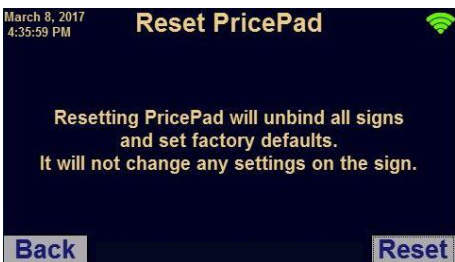 March 8, 2017
4:35:59 PM
Reset PricePad
Resetting PricePad will unbind all signs
and set factory defaults.
It will not change any settings on the sign.
Back
Reset